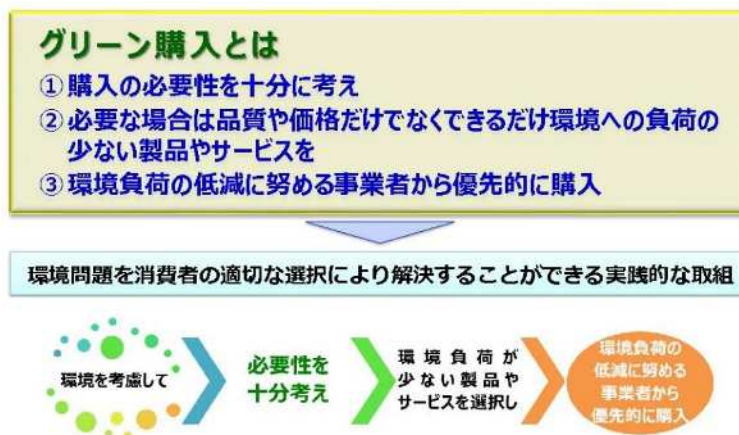 グリーン購入とは
①購入の必要性を十分に考え
②必要な場合は品質や価格だけでなくできるだけ環境への負荷の
少ない製品やサービスを
③環境負荷の低減に努める事業者から優先的に購入
環境問題を消費者の適切な選択により解決することができる実践的な取組
環境を考慮して
必要性を
十分考え
環境負荷が
少ない製品や
サービスを選択し
環境負荷の
低減に努める
事業者から
優先的に購入